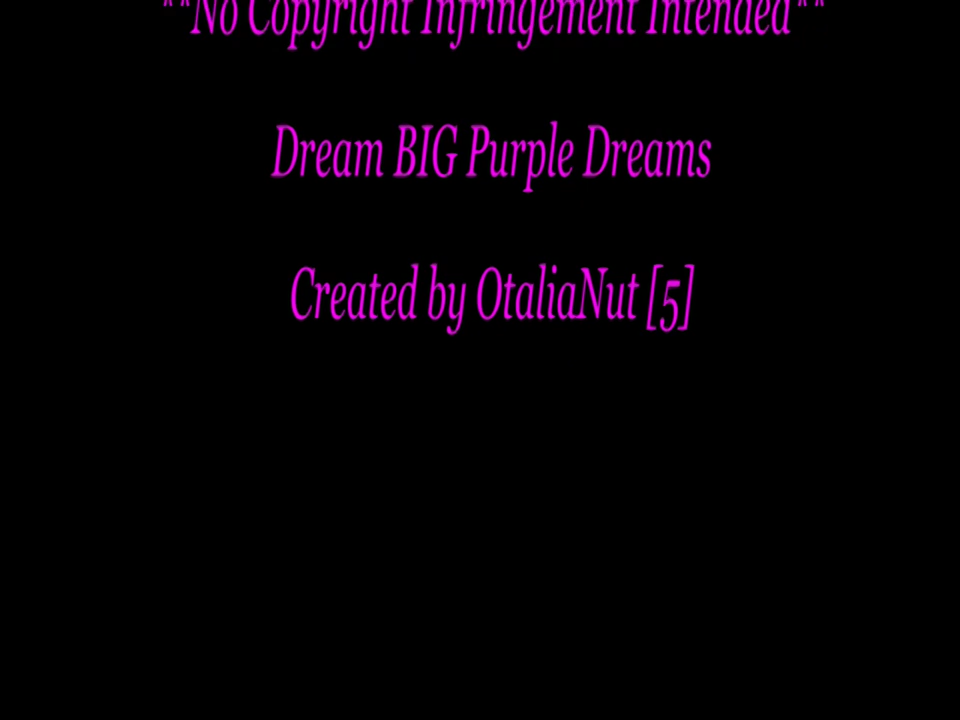 **No Copyright Infringement Intended**
Dream BIG Purple Dreams
Created by OtaliaNut [5]